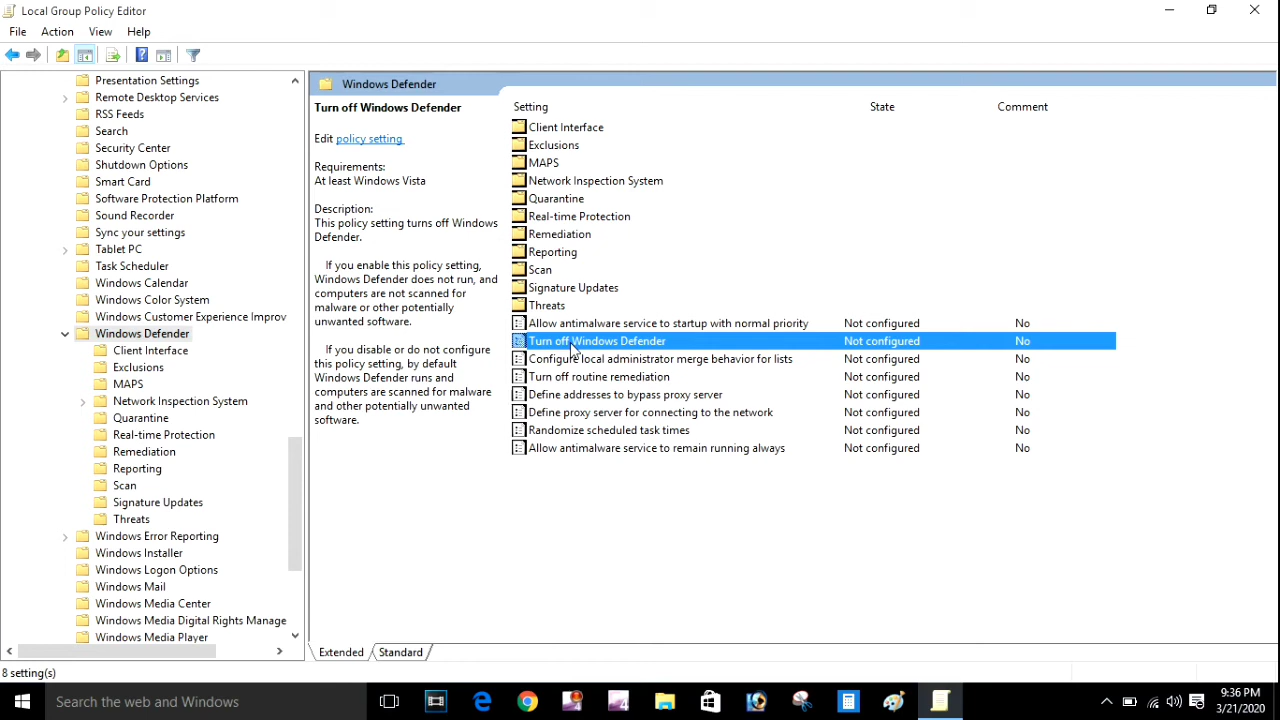 Local Group Policy Editor
File Action View Help
Presentation Settings
Remote Desktop Services
RSS Feeds
Search
Security Center
Shutdown Options
Smart Card
Software Protection Platform
Sound Recorder
Sync your settings
Tablet PC
Task Scheduler
Windows Calendar
Windows Color System
Windows Customer Experience Improv
Windows Defender
Client Interface
Exclusions
MAPS
Network Inspection System
Quarantine
Real-time Protection
Remediation
Reporting
Scan
Signature Updates
Threats
Windows Error Reporting
Windows Installer
Windows Logon Options
Windows Mail
Windows Media Center
Windows Media Digital Rights Manage
Windows Media Player
Windows Defender
Turn off Windows Defender
Edit policy setting
Requirements:
At least Windows Vista
Description:
This policy setting turns off Windows
Defender.
If you enable this policy setting,
Windows Defender does not run, and
computers are not scanned for
malware or other potentially
unwanted software.
If you disable or do not configure
this policy setting, by default
Windows Defender runs and
computers are scanned for malware
and other potentially unwanted
software.
Setting State Comment
Client Interface
Exclusions
MAPS
Network Inspection System
Quarantine
Real-time Protection
Remediation
Reporting
Scan
Signature Updates
Threats
Allow antimalware service to startup with normal priority Not configured No
Turn off Windows Defender Not configured No
Configure local administrator merge behavior for lists Not configured No
Turn off routine remediation Not configured No
Define addresses to bypass proxy server Not configured No
Define proxy server for connecting to the network Not configured No
Randomize scheduled task times Not configured No
Allow antimalware service to remain running always Not configured No
Extended Standard
8 setting(s)
Search the web and Windows
9:36 PM
3/21/2020